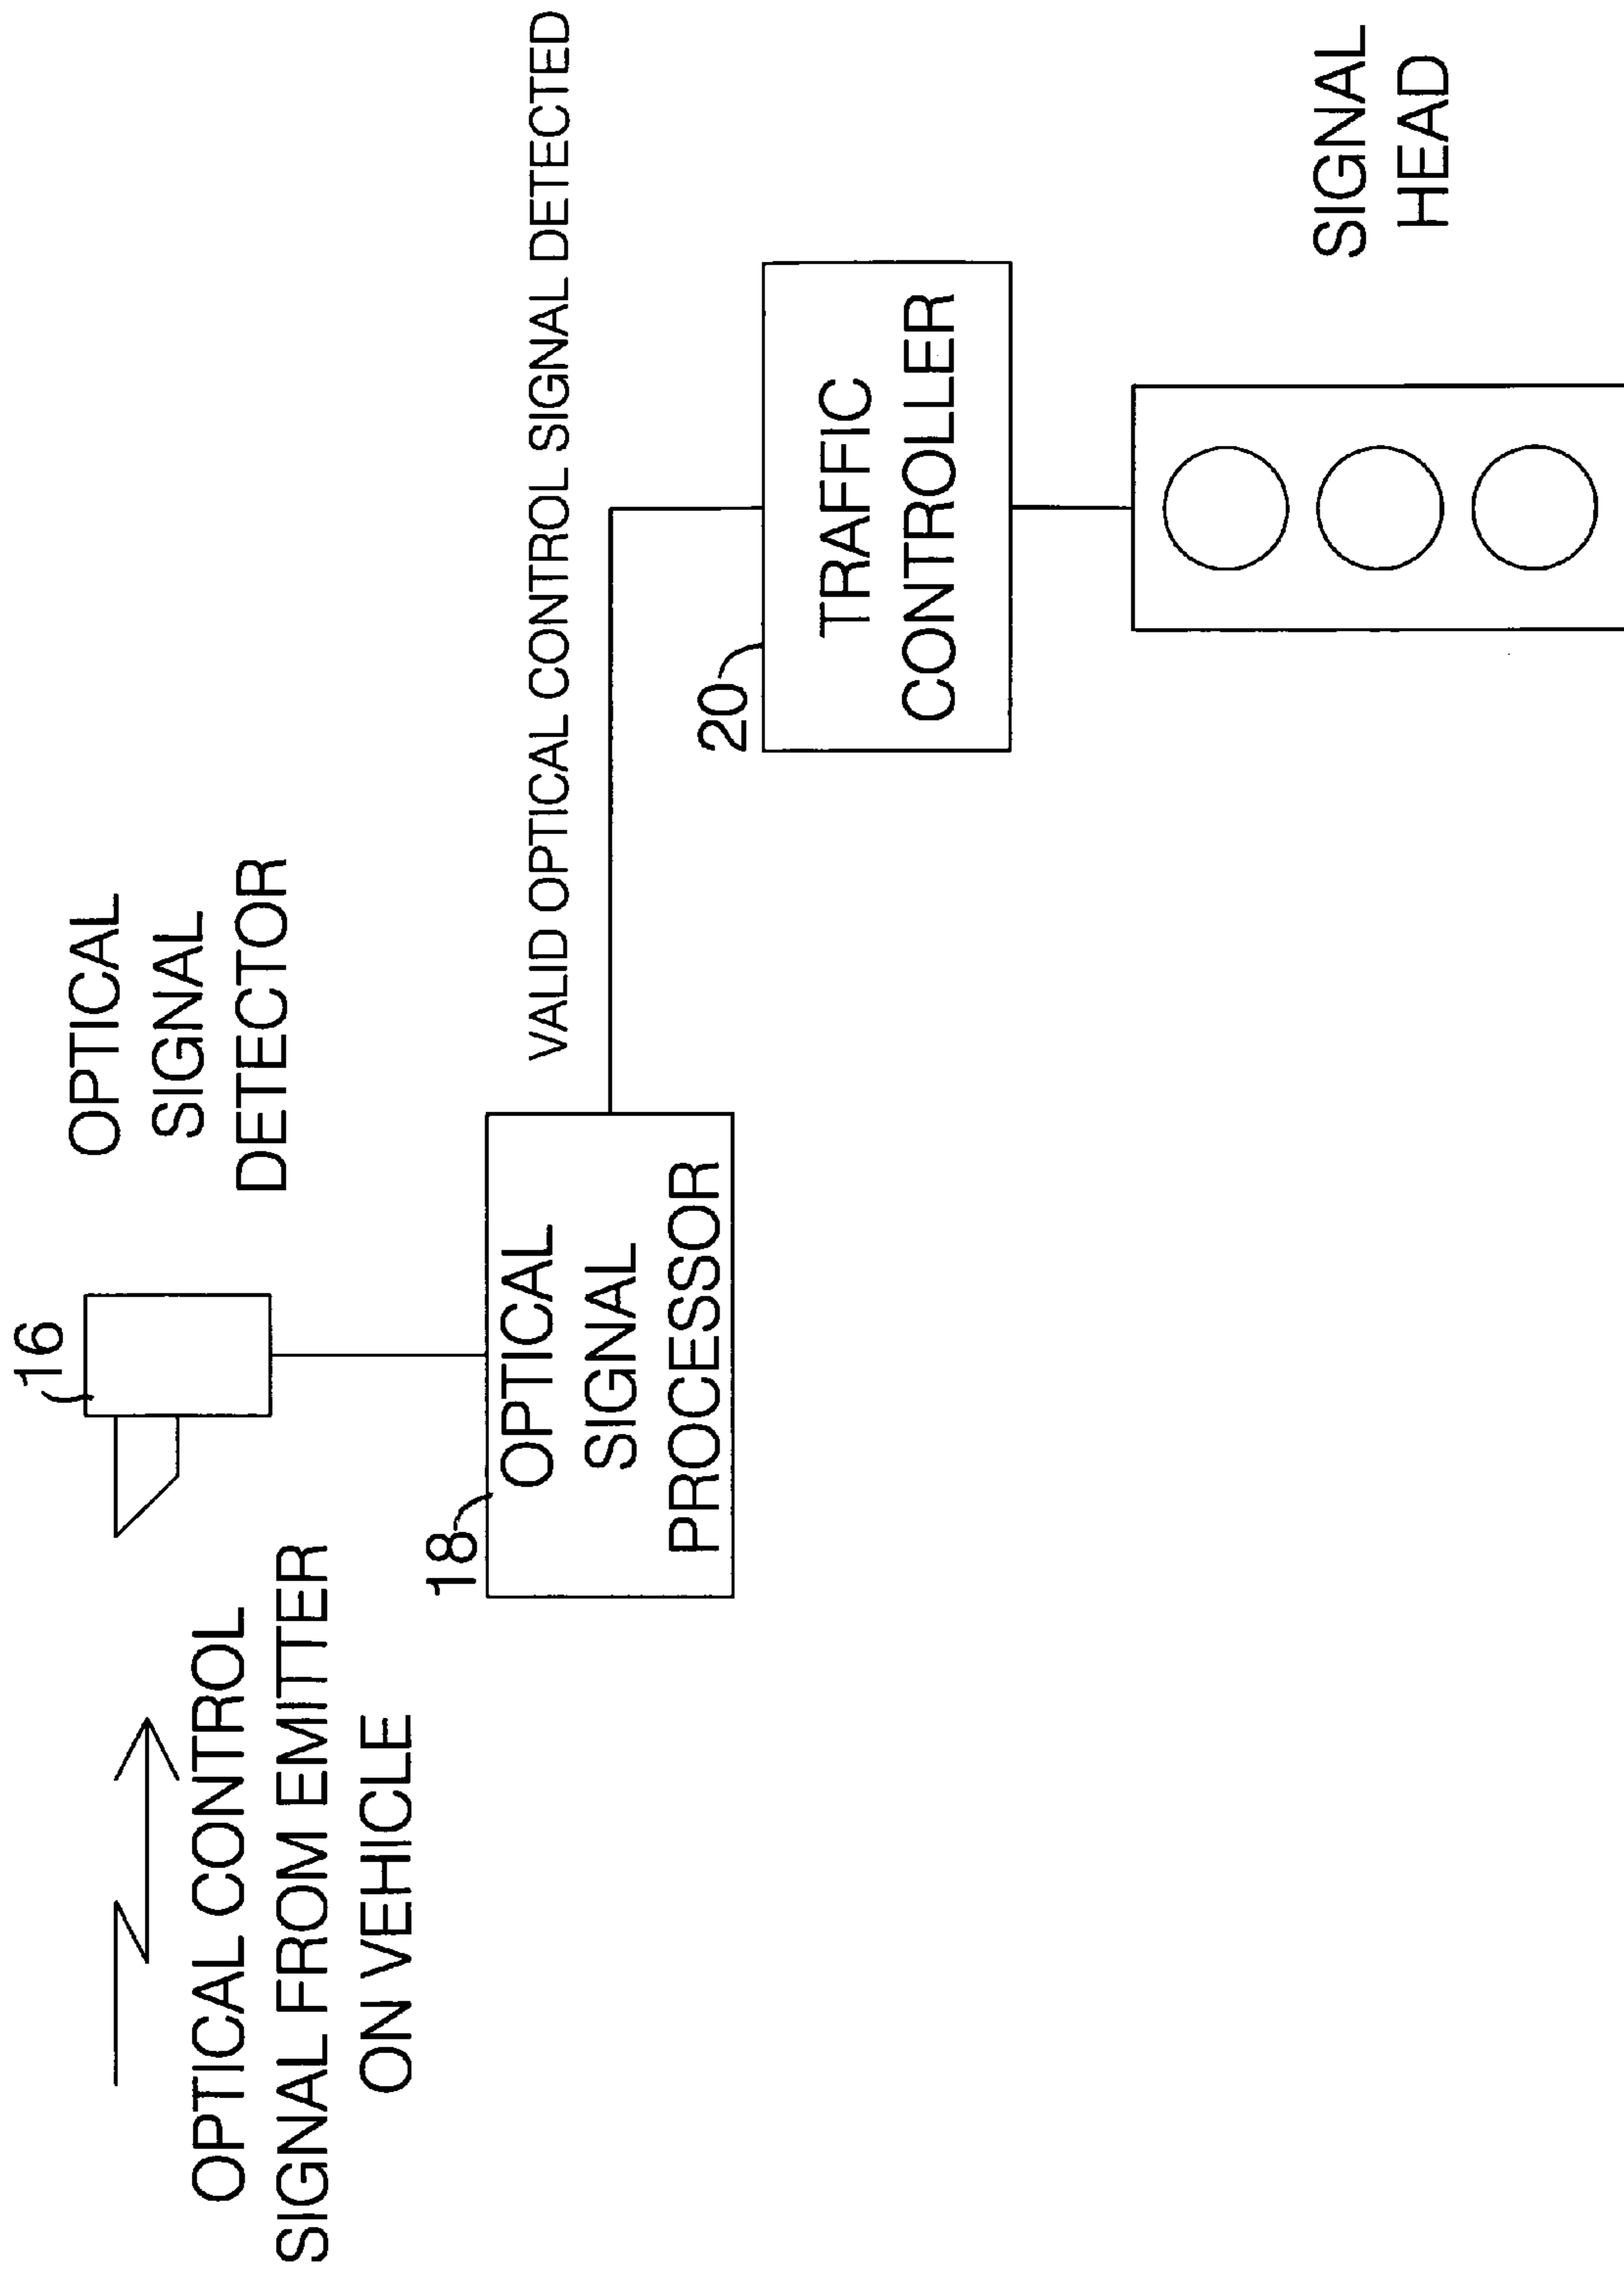 OPTICAL CONTROL
SIGNAL FROM EMITTER
ON VEHICLE
16
OPTICAL
SIGNAL
DETECTOR
18
OPTICAL
SIGNAL
PROCESSOR
VALID OPTICAL CONTROL SIGNAL DETECTED
20
TRAFFIC
CONTROLLER
SIGNAL
HEAD